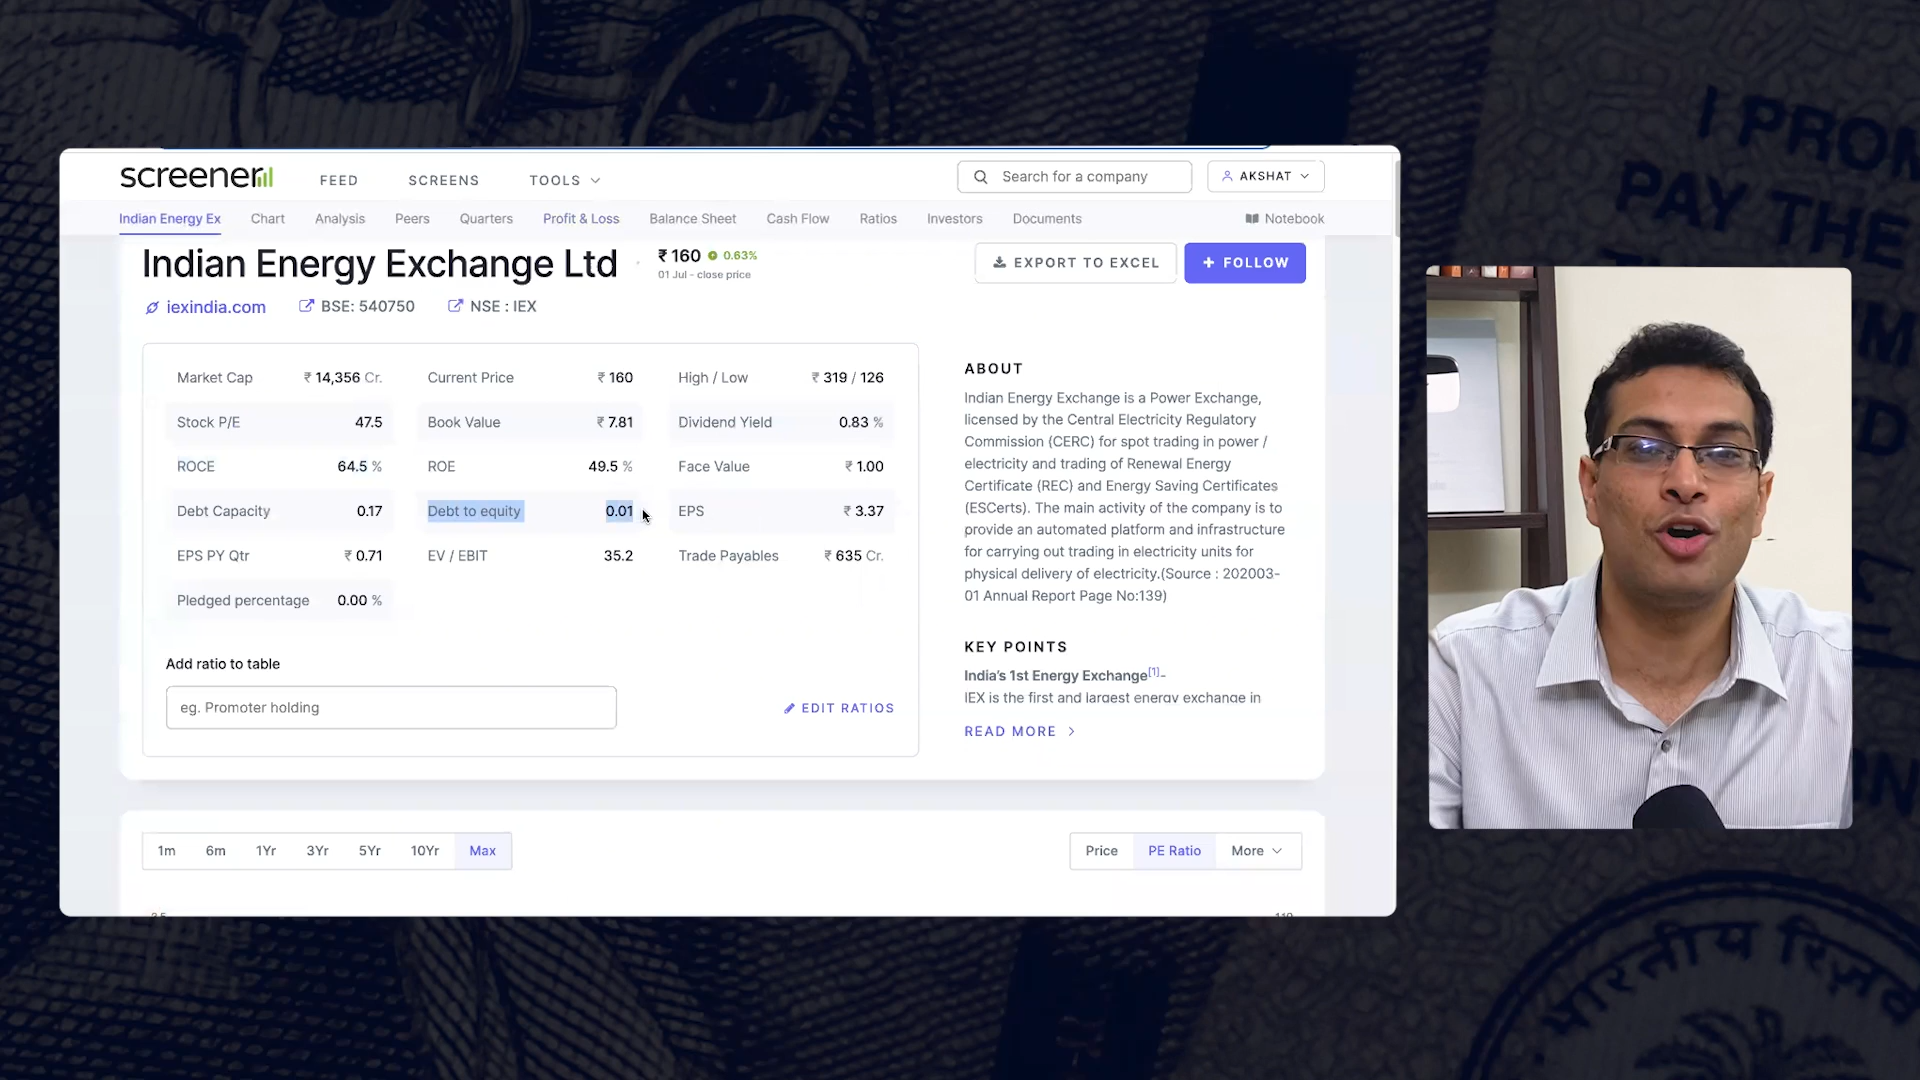 I PROM
PAY THE
screener
FEED
SCREENS
TOOLS
Search for a company
AKSHAT
Indian Energy Ex
Chart
Analysis
Peers
Quarters
Profit & Loss
Balance Sheet
Cash Flow
Ratios
Investors
Documents
Notebook
Indian Energy Exchange Ltd
₹ 160 0.63%
01 Jul - close price
EXPORT TO EXCEL
+ FOLLOW
iexindia.com
BSE: 540750
NSE : IEX
Market Cap ₹ 14,356 Cr.
Current Price ₹ 160
High / Low ₹ 319 / 126
Stock P/E 47.5
Book Value ₹ 7.81
Dividend Yield 0.83 %
ROCE 64.5 %
ROE 49.5 %
Face Value ₹ 1.00
Debt Capacity 0.17
Debt to equity 0.01
EPS ₹ 3.37
EPS PY Qtr ₹ 0.71
EV / EBIT 35.2
Trade Payables ₹ 635 Cr.
Pledged percentage 0.00 %
Add ratio to table
eg. Promoter holding
EDIT RATIOS
ABOUT
Indian Energy Exchange is a Power Exchange,
licensed by the Central Electricity Regulatory
Commission (CERC) for spot trading in power /
electricity and trading of Renewal Energy
Certificate (REC) and Energy Saving Certificates
(ESCerts). The main activity of the company is to
provide an automated platform and infrastructure
for carrying out trading in electricity units for
physical delivery of electricity.(Source : 202003-
01 Annual Report Page No:139)
KEY POINTS
India's 1st Energy Exchange[1]-
IEX is the first and largest energy exchange in
READ MORE
1m
6m
1Yr
3Yr
5Yr
10Yr
Max
Price
PE Ratio
More
भारतीय रिज़र्व